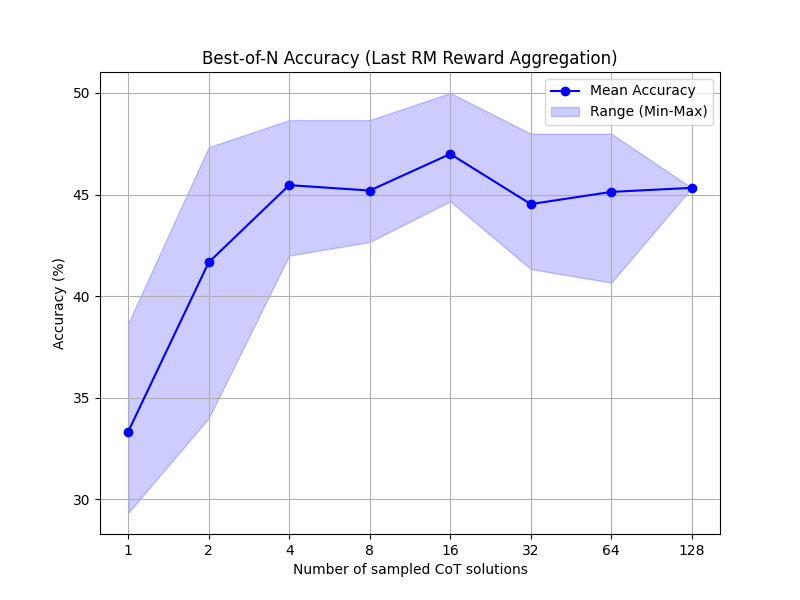 Best-of-N Accuracy (Last RM Reward Aggregation)
Mean Accuracy
Range (Min-Max)
Accuracy (%)
50
45
40
35
30
1 2 4 8 16 32 64 128
Number of sampled CoT solutions